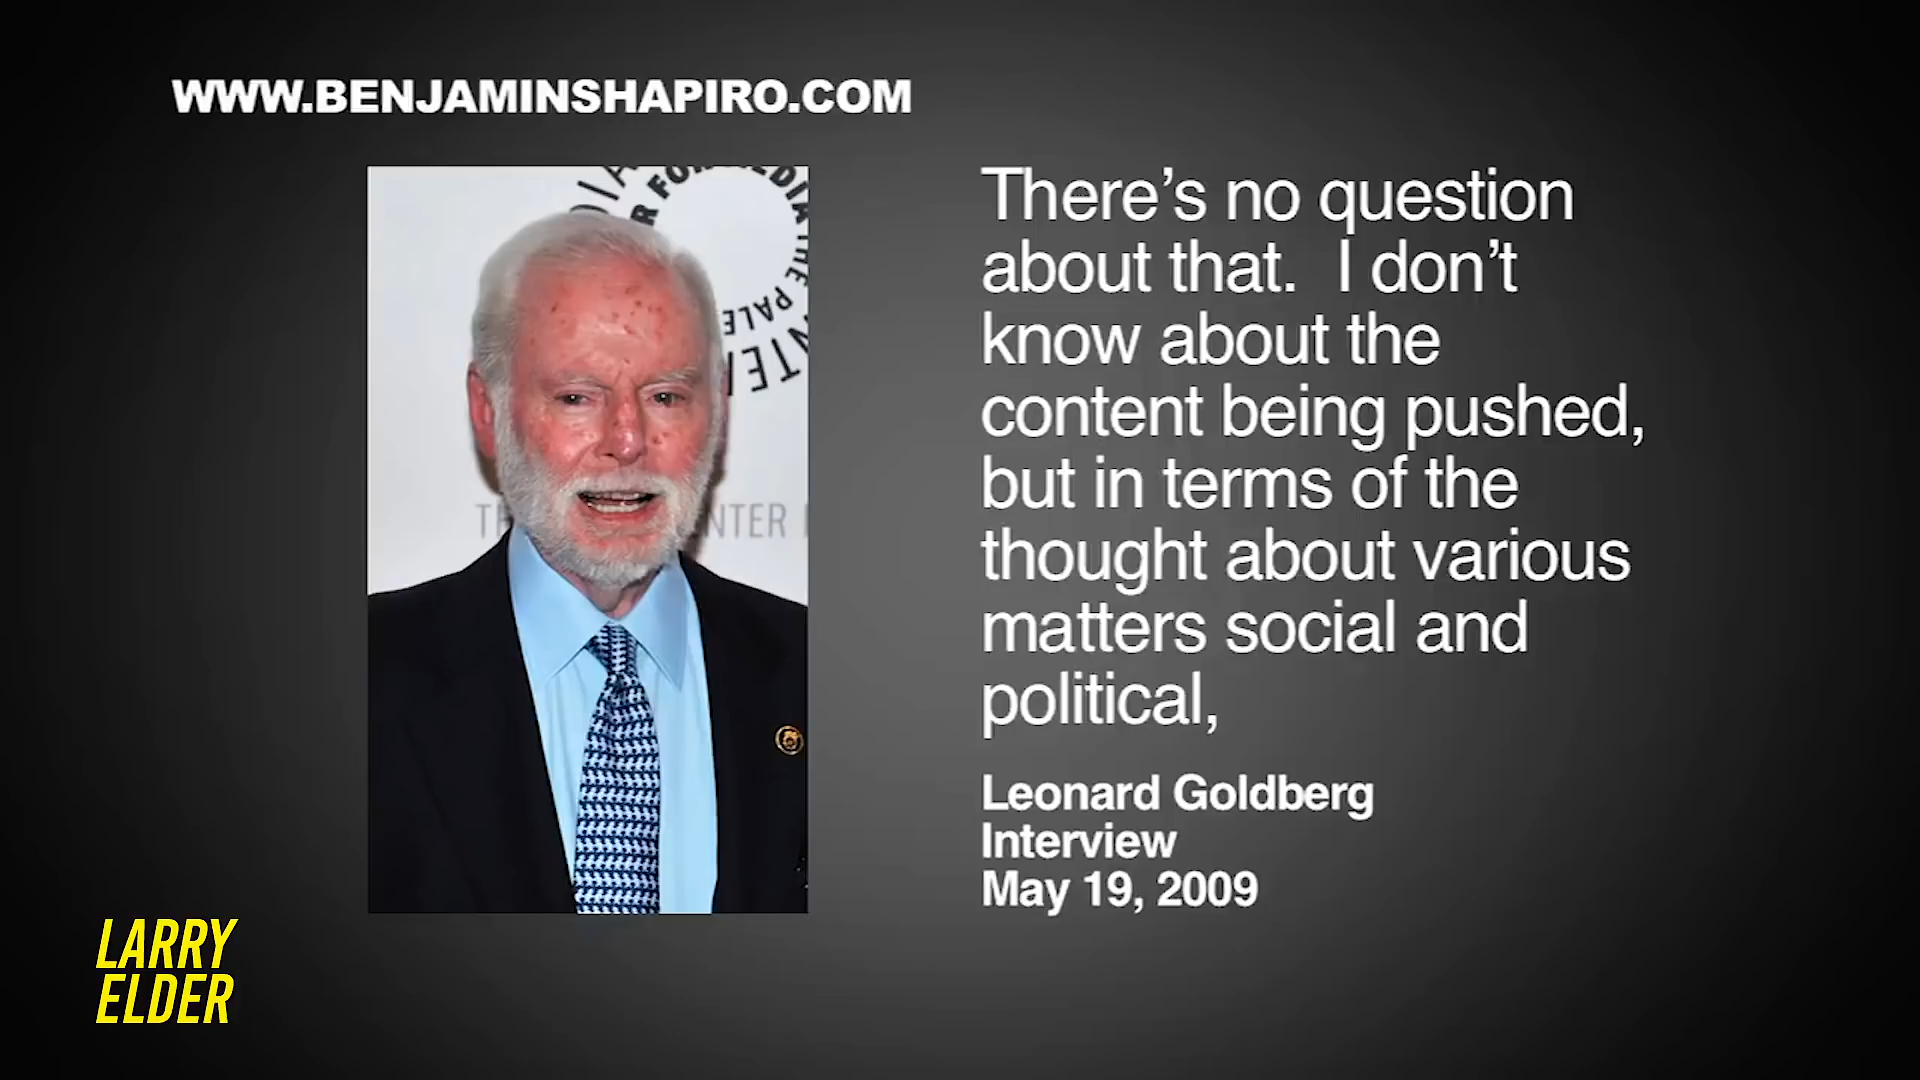 WWW.BENJAMINSHAPIRO.COM
There's no question
about that.  I don't
know about the
content being pushed,
but in terms of the
thought about various
matters social and
political,
Leonard Goldberg
Interview
May 19, 2009
LARRY
ELDER